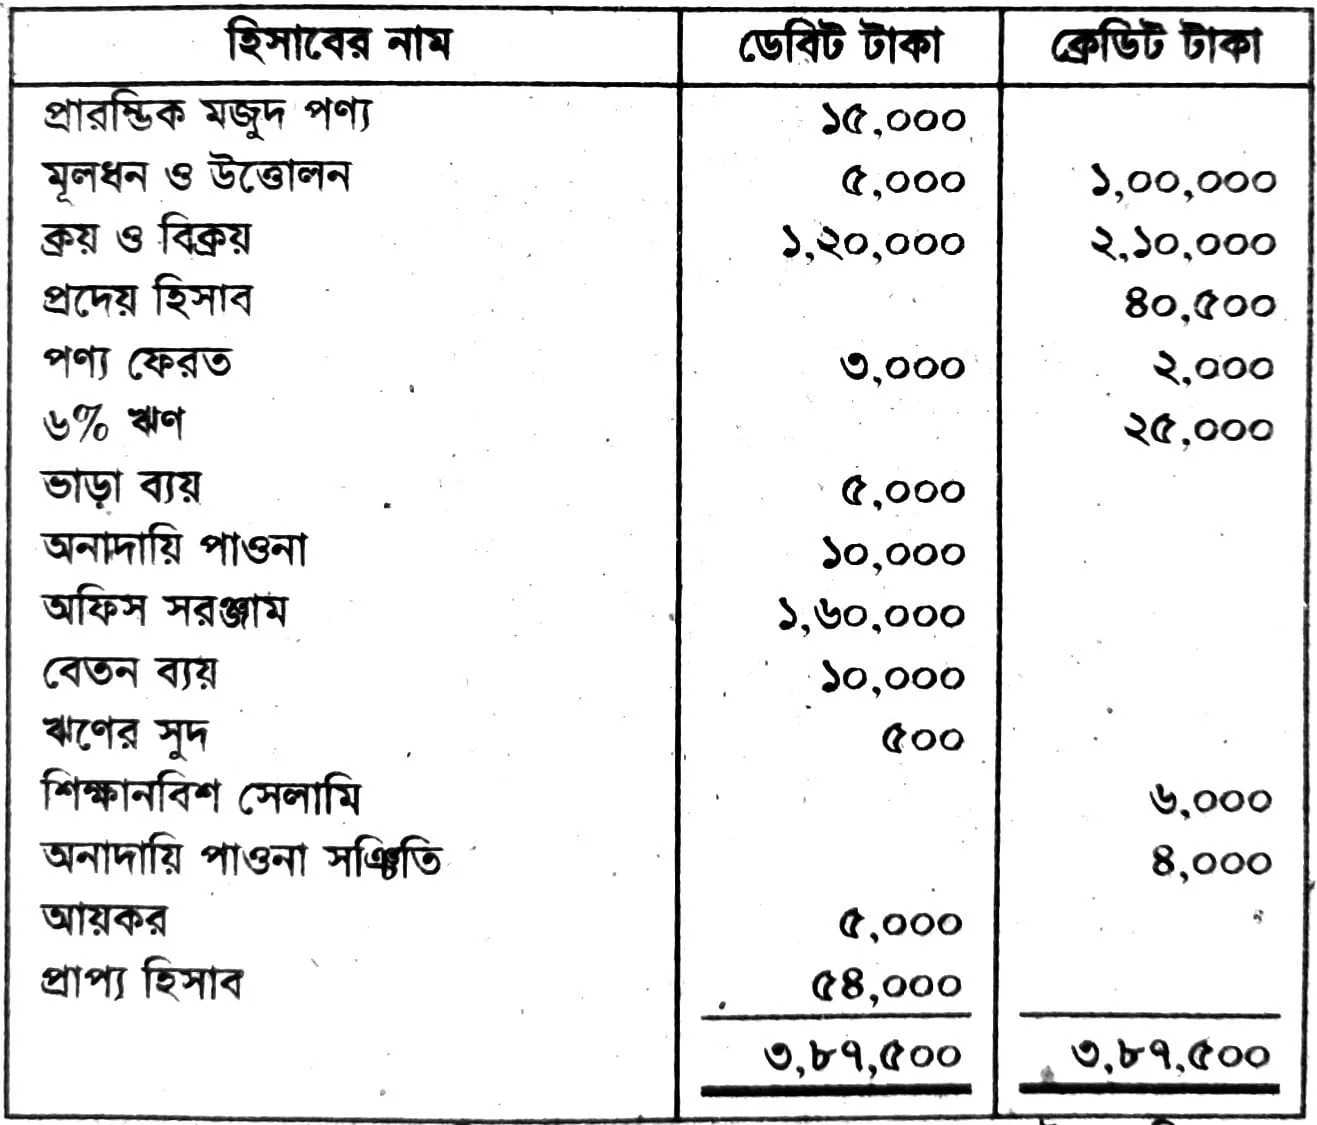 হিসাবের নাম ডেবিট টাকা ক্রেডিট টাকা
প্রারম্ভিক মজুদ পণ্য ১৫,০০০
মূলধন ও উত্তোলন ৫,০০০ ১,০০,০০০
ক্রয় ও বিক্রয় ১,২০,০০০ ২,১০,০০০
প্রদেয় হিসাব ৪০,৫০০
পণ্য ফেরত ৩,০০০ ২,০০০
৬% ঋণ ২৫,০০০
ভাড়া ব্যয় ৫,০০০
অনাদায়ি পাওনা ১০,০০০
অফিস সরঞ্জাম ১,৬০,০০০
বেতন ব্যয় ১০,০০০
ঋণের সুদ ৫০০
শিক্ষানবিশ সেলামি ৬,০০০
অনাদায়ি পাওনা সঞ্চিতি ৪,০০০
আয়কর ৫,০০০
প্রাপ্য হিসাব ৫৪,০০০
৩,৮৭,৫০০ ৩,৮৭,৫০০